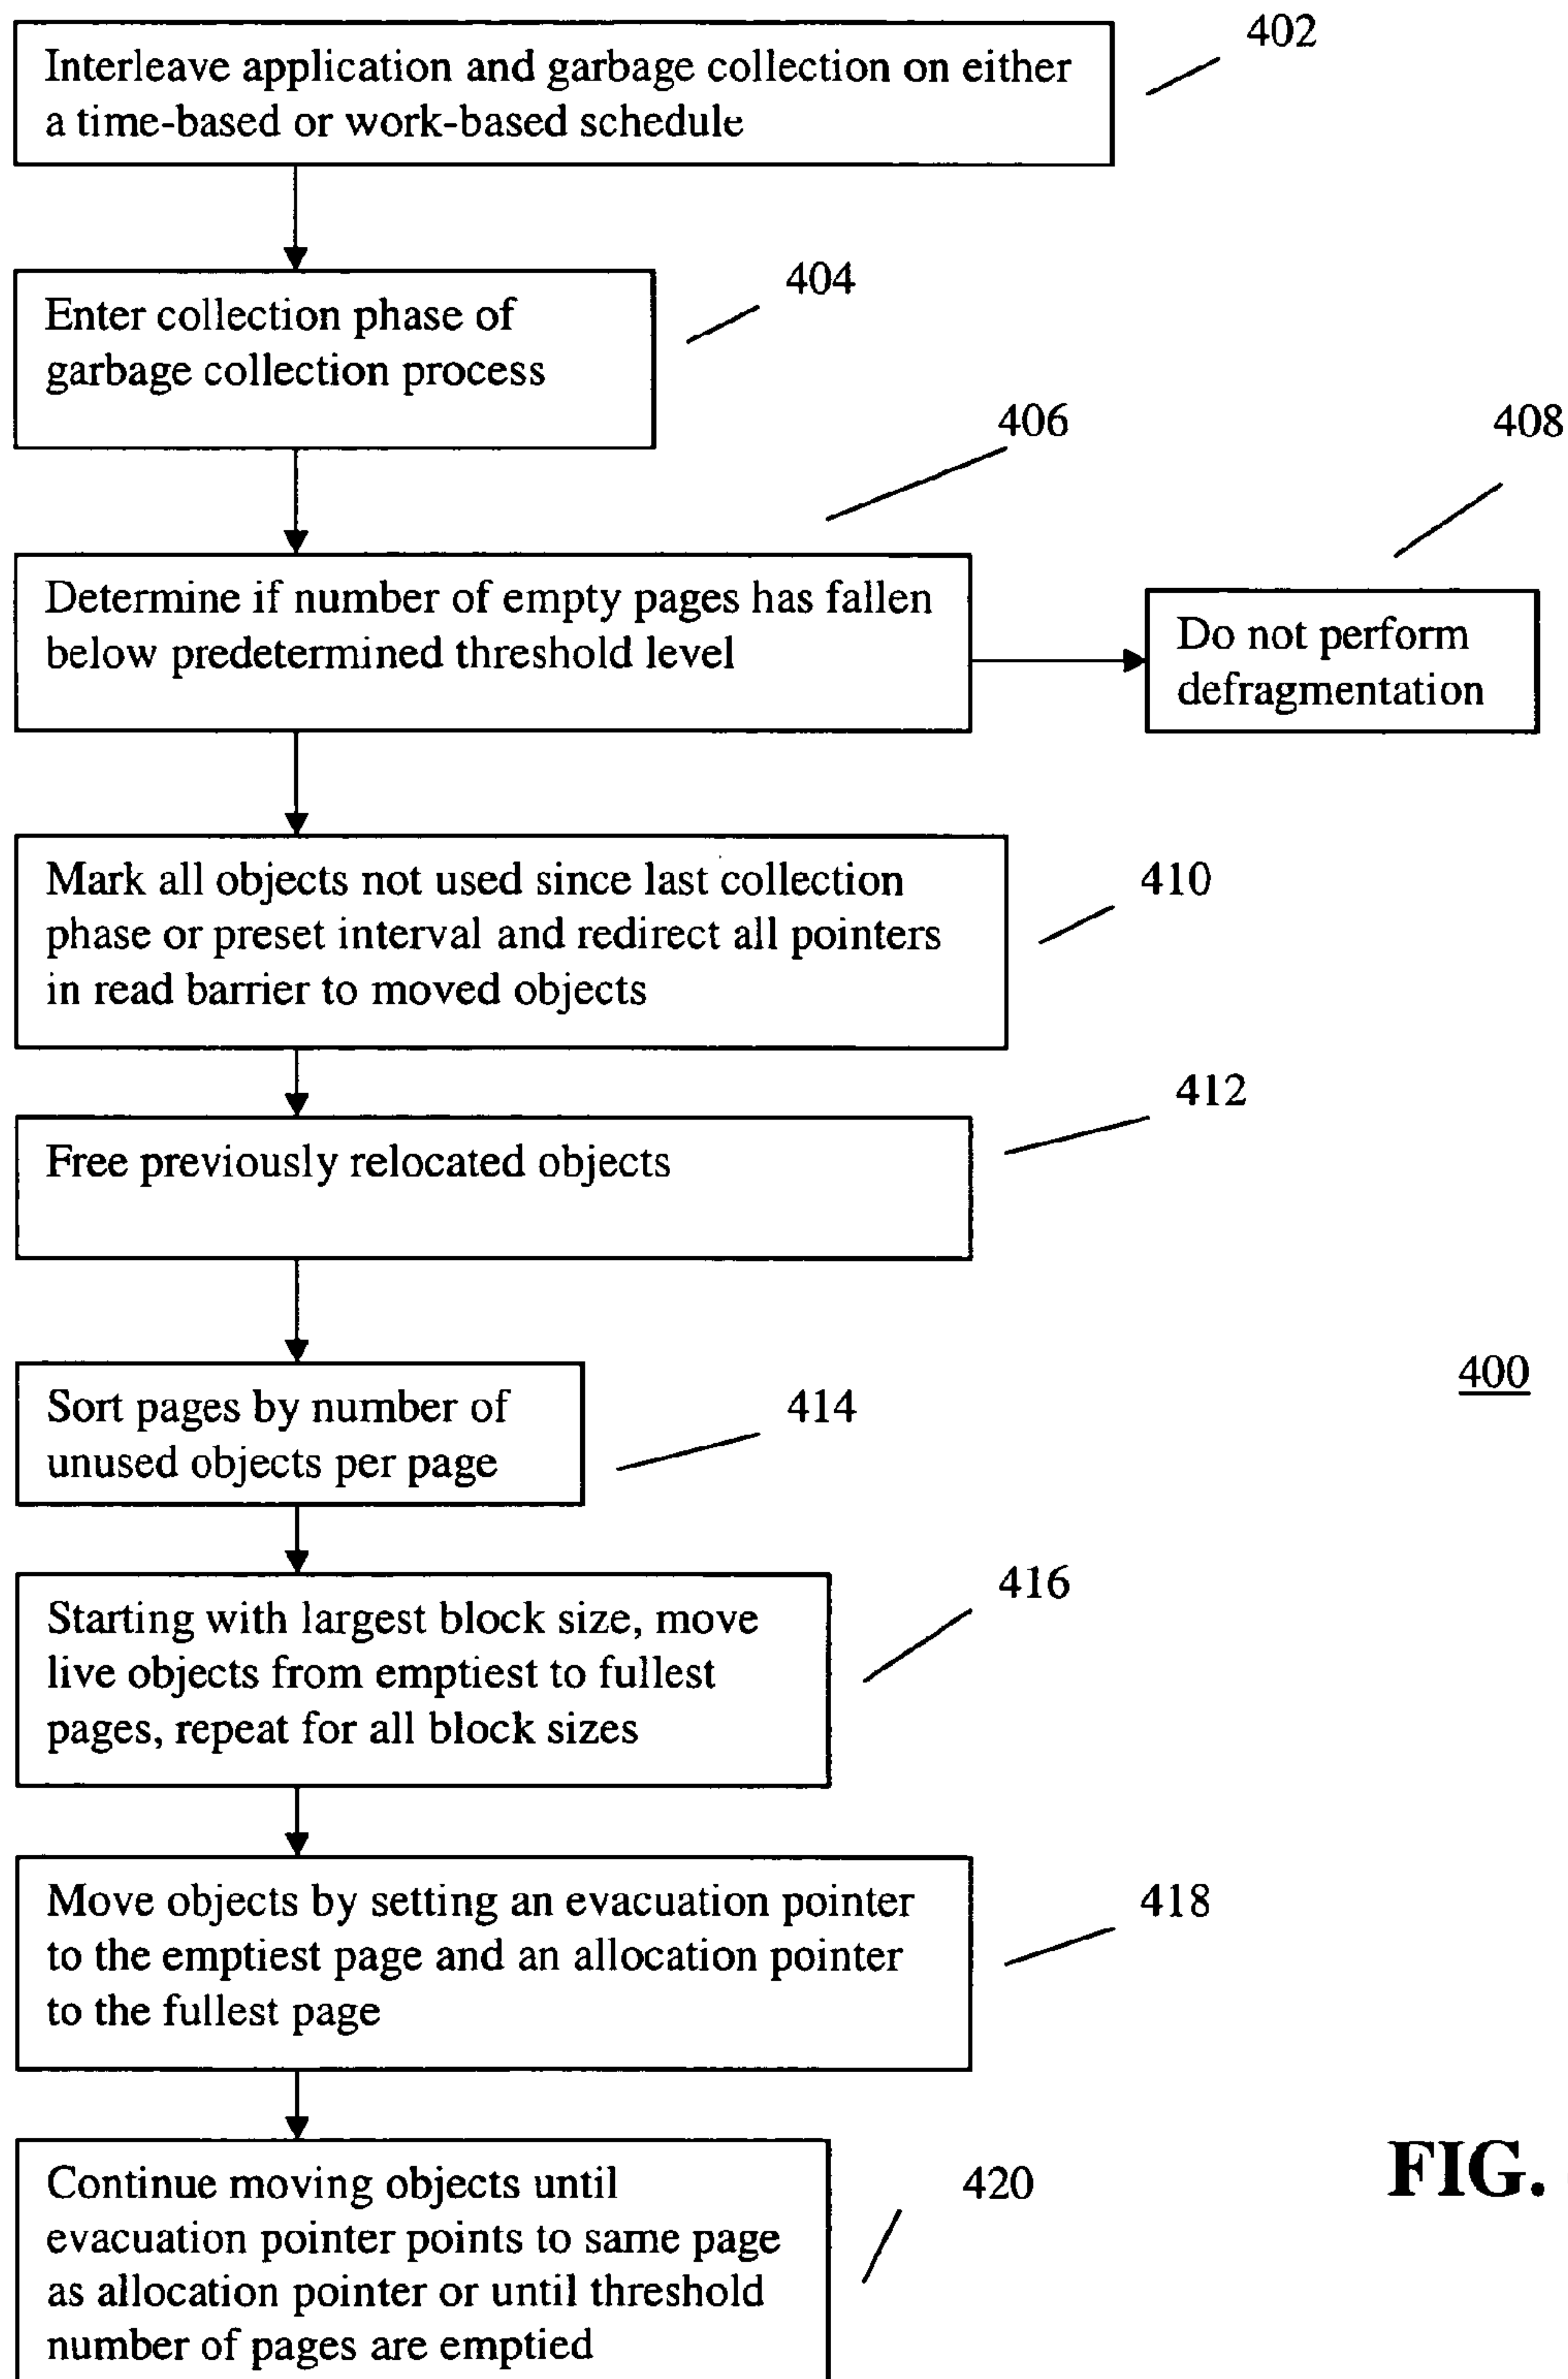 402
Interleave application and garbage collection on either
a time-based or work-based schedule
404
Enter collection phase of
garbage collection process
406
408
Determine if number of empty pages has fallen
below predetermined threshold level
Do not perform
defragmentation
Mark all objects not used since last collection
phase or preset interval and redirect all pointers
in read barrier to moved objects
410
412
Free previously relocated objects
400
Sort pages by number of
unused objects per page
414
Starting with largest block size, move
live objects from emptiest to fullest
pages, repeat for all block sizes
416
Move objects by setting an evacuation pointer
to the emptiest page and an allocation pointer
to the fullest page
418
Continue moving objects until
evacuation pointer points to same page
as allocation pointer or until threshold
number of pages are emptied
420
FIG.